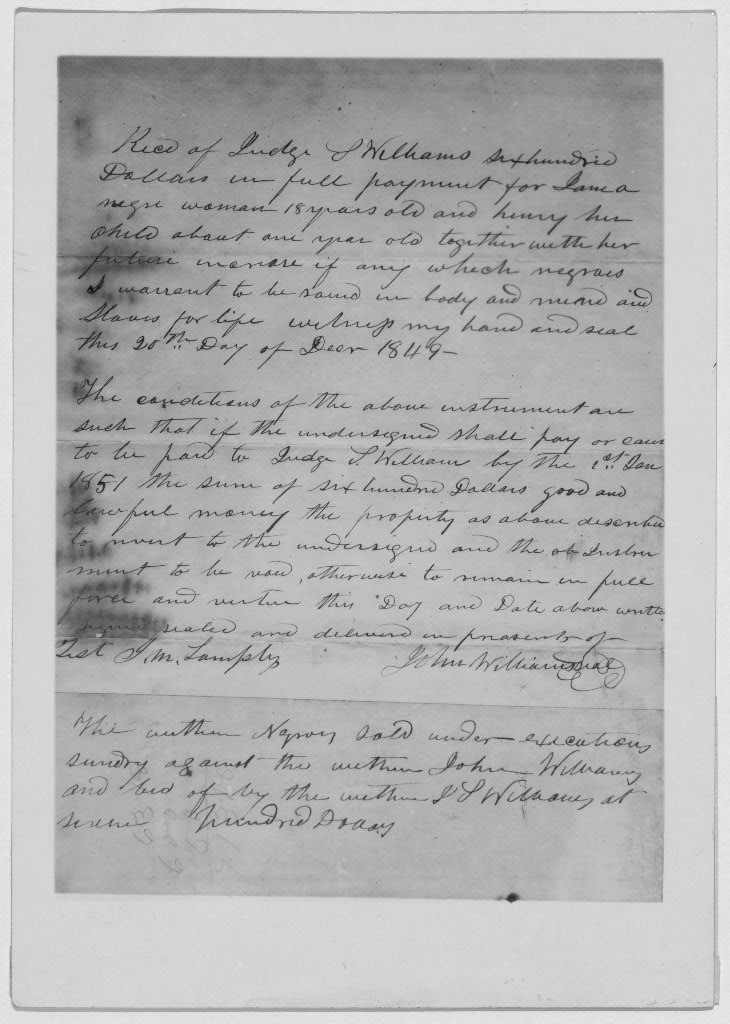 Recd of Judge S Williams six hundred
Dollars in full payment for Jane a
negro woman 18 years old and henry her
Child about one year old together with her
future increase if any which negroes
I warrant to be sound in body and mind and
Slaves for life witness my hand and seal
this 20th Day of Decr 1849-
The conditions of the above instrument are
such that if the undersigned shall pay or caus
to be paid to Judge S. William by the 1st Jan
1851 the sum of six hundred Dollars good and
lawful money the property as above describe
to revert to the undersigned and the ob Instru
ment to be void, otherwise to remain in full
force and virtue this Day and Date above writte
signed sealed and delivered in presents of
Test J. M. Lampley John Williams seal
The within Negroes sold under executions
sundry against the within John Williams
and bid of by the within J S Williams at
seven hundred Dollars